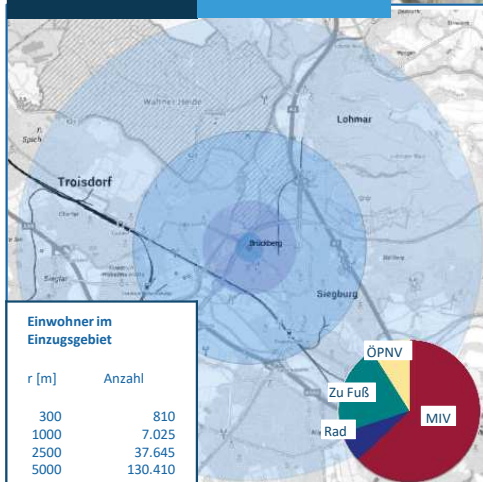 Wahner Heide
Lohmar
Troisdorf
Brückberg
Sieglar
Siegburg
Einwohner im
Einzugsgebiet
r [m] Anzahl
300 810
1000 7.025
2500 37.645
5000 130.410
ÖPNV
Zu Fuß
Rad
MIV